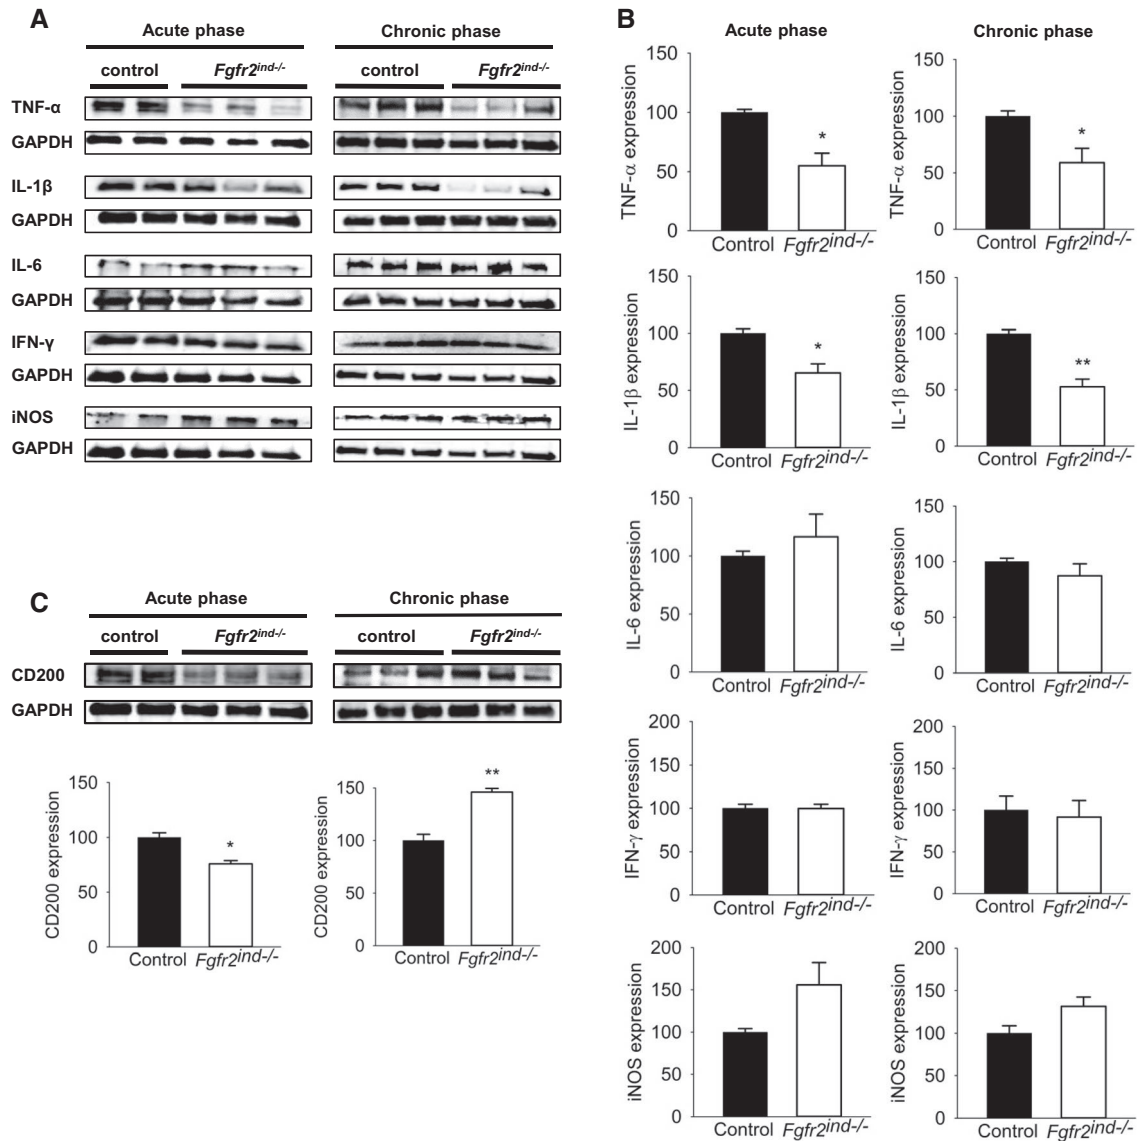 A
Acute phase
Chronic phase
control
Fgfr2ind-/-
control
Fgfr2ind-/-
TNF-α
GAPDH
IL-1β
GAPDH
IL-6
GAPDH
IFN-γ
GAPDH
iNOS
GAPDH
B
Acute phase
Chronic phase
TNF-α expression
150
100
50
0
*
Control Fgfr2ind-/-
TNF-α expression
150
100
50
0
*
Control Fgfr2ind-/-
IL-1β expression
150
100
50
0
*
Control Fgfr2ind-/-
IL-1β expression
150
100
50
0
**
Control Fgfr2ind-/-
IL-6 expression
150
100
50
0
Control Fgfr2ind-/-
IL-6 expression
150
100
50
0
Control Fgfr2ind-/-
IFN-γ expression
200
150
100
50
0
Control Fgfr2ind-/-
IFN-γ expression
200
150
100
50
0
Control Fgfr2ind-/-
iNOS expression
200
150
100
50
0
Control Fgfr2ind-/-
iNOS expression
200
150
100
50
0
Control Fgfr2ind-/-
C
Acute phase
Chronic phase
control
Fgfr2ind-/-
control
Fgfr2ind-/-
CD200
GAPDH
CD200 expression
150
100
50
0
*
Control Fgfr2ind-/-
CD200 expression
150
100
50
0
**
Control Fgfr2ind-/-